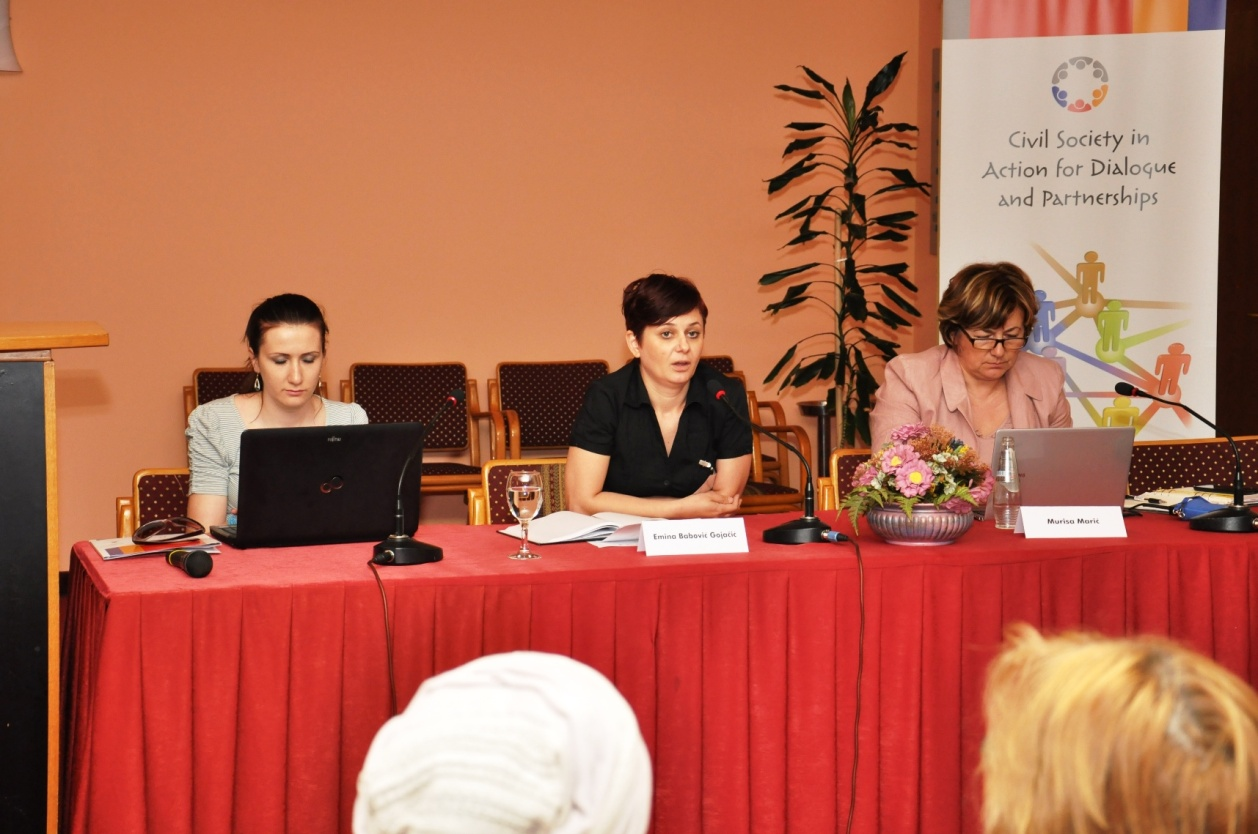 Civil Society in
Action for Dialogue
and Partnerships
FUJITSU
Emina Babović Gojačić
Murisa Marić